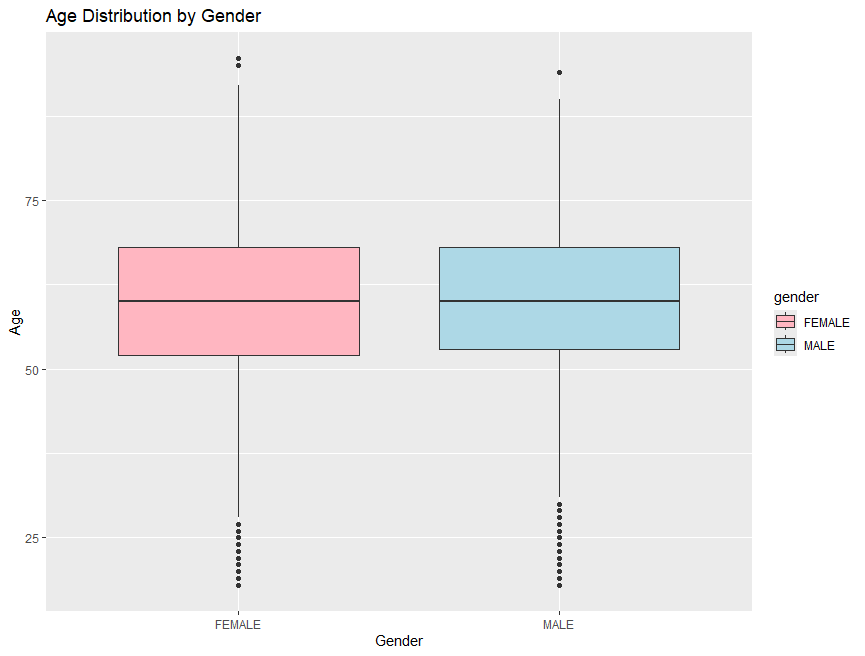 Age Distribution by Gender
Age
75
50
25
FEMALE
MALE
Gender
gender
FEMALE
MALE